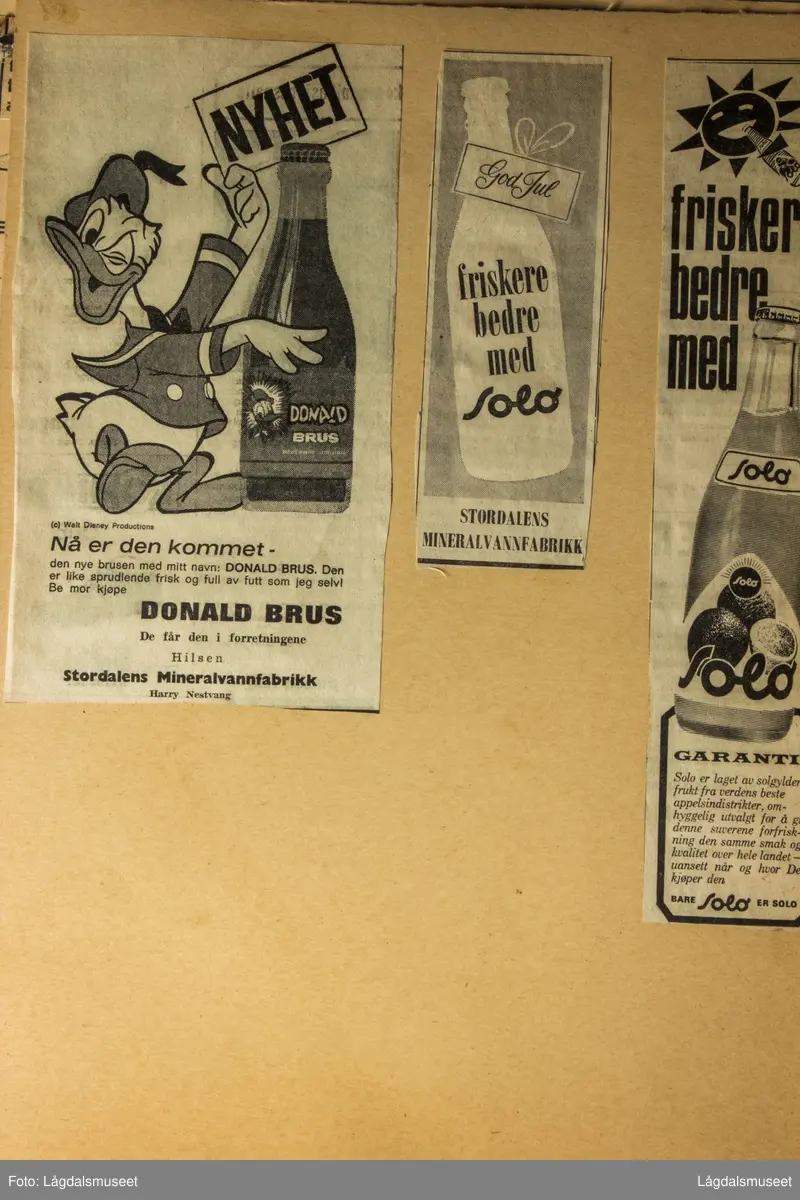 NYHET
DONALD
BRUS
(c) Walt Disney Productions
Nå er den kommet -
den nye brusen med mitt navn: DONALD BRUS. Den
er like sprudlende frisk og full av futt som jeg selv!
Be mor kjøpe
DONALD BRUS
De får den i forretningene
Hilsen
Stordalens Mineralvannfabrikk
Harry Nestvang
God Jul
friskere
bedre
med
Solo
STORDALENS
MINERALVANNFABRIKK
frisker
bedre
med
Solo
Solo
Solo
GARANTI
Solo er laget av solgylden
frukt fra verdens beste
appelsindistrikter, om-
hyggelig utvalgt for å gi
denne suverene forfrisk-
ning den samme smak og
kvalitet over hele landet —
uansett når og hvor De
kjøper den
BARE Solo ER SOLO
Foto: Lågdalsmuseet
Lågdalsmuseet